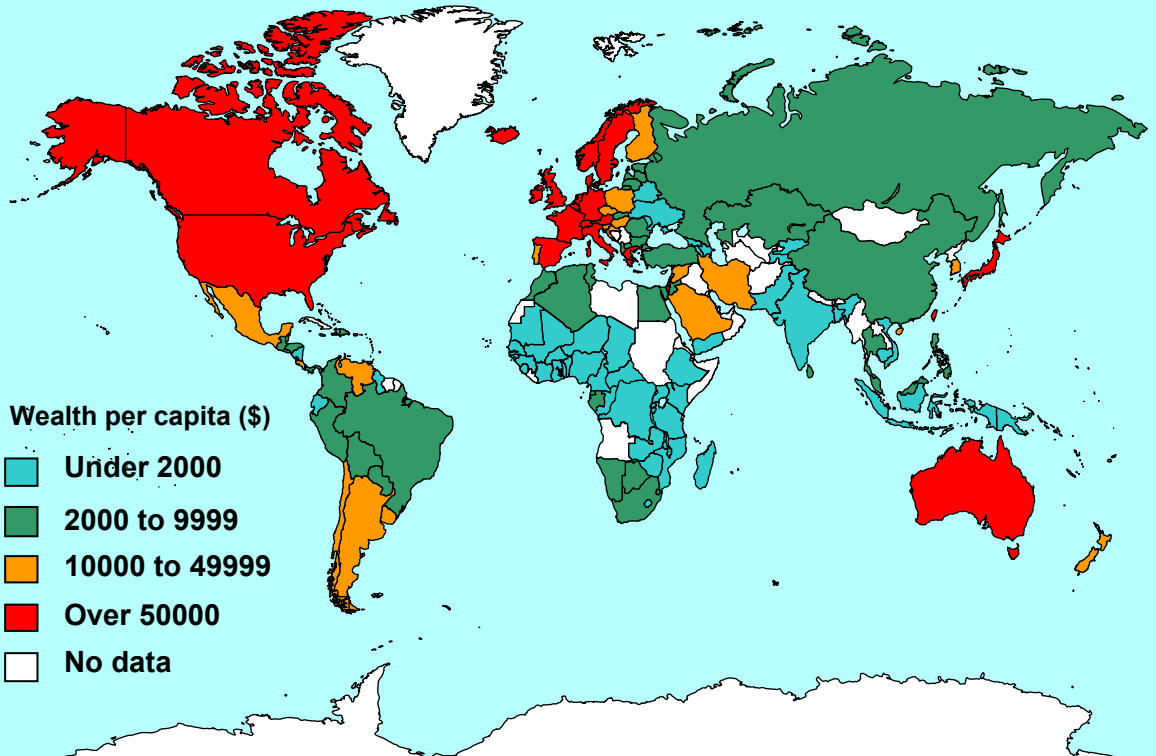 Wealth per capita ($)
Under 2000
2000 to 9999
10000 to 49999
Over 50000
No data